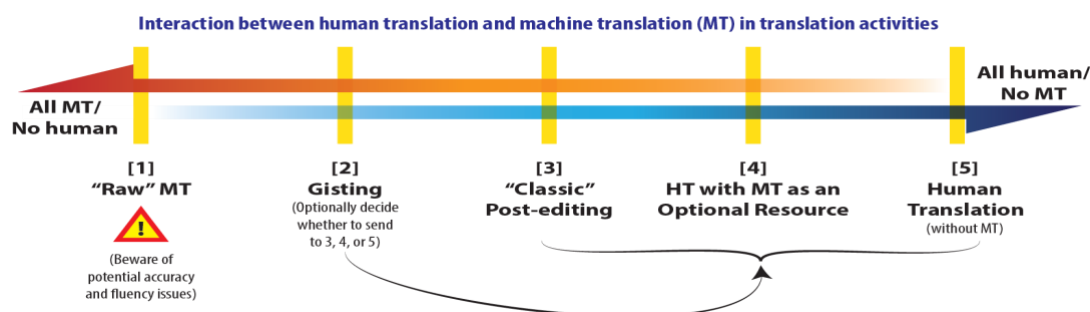 Interaction between human translation and machine translation (MT) in translation activities
All MT/
No human
All human/
No MT
[1]
“Raw” MT
!
(Beware of
potential accuracy
and fluency issues)
[2]
Gisting
(Optionally decide
whether to send
to 3, 4, or 5)
[3]
“Classic”
Post-editing
[4]
HT with MT as an
Optional Resource
[5]
Human
Translation
(without MT)